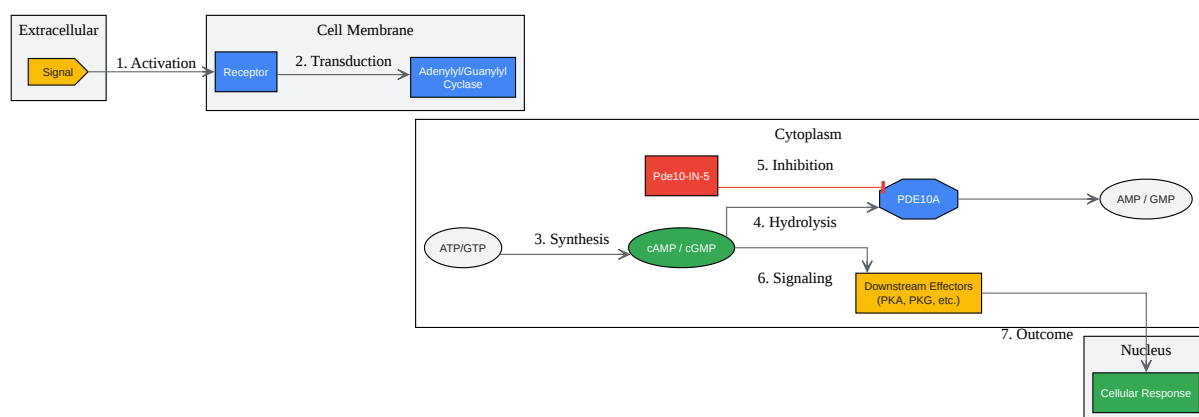 Extracellular
Signal
1. Activation
Cell Membrane
Receptor
2. Transduction
Adenylyl/Guanylyl
Cyclase
Cytoplasm
Pde10-IN-5
5. Inhibition
PDE10A
AMP / GMP
4. Hydrolysis
ATP/GTP
3. Synthesis
cAMP / cGMP
6. Signaling
Downstream Effectors
(PKA, PKG, etc.)
7. Outcome
Nucleus
Cellular Response